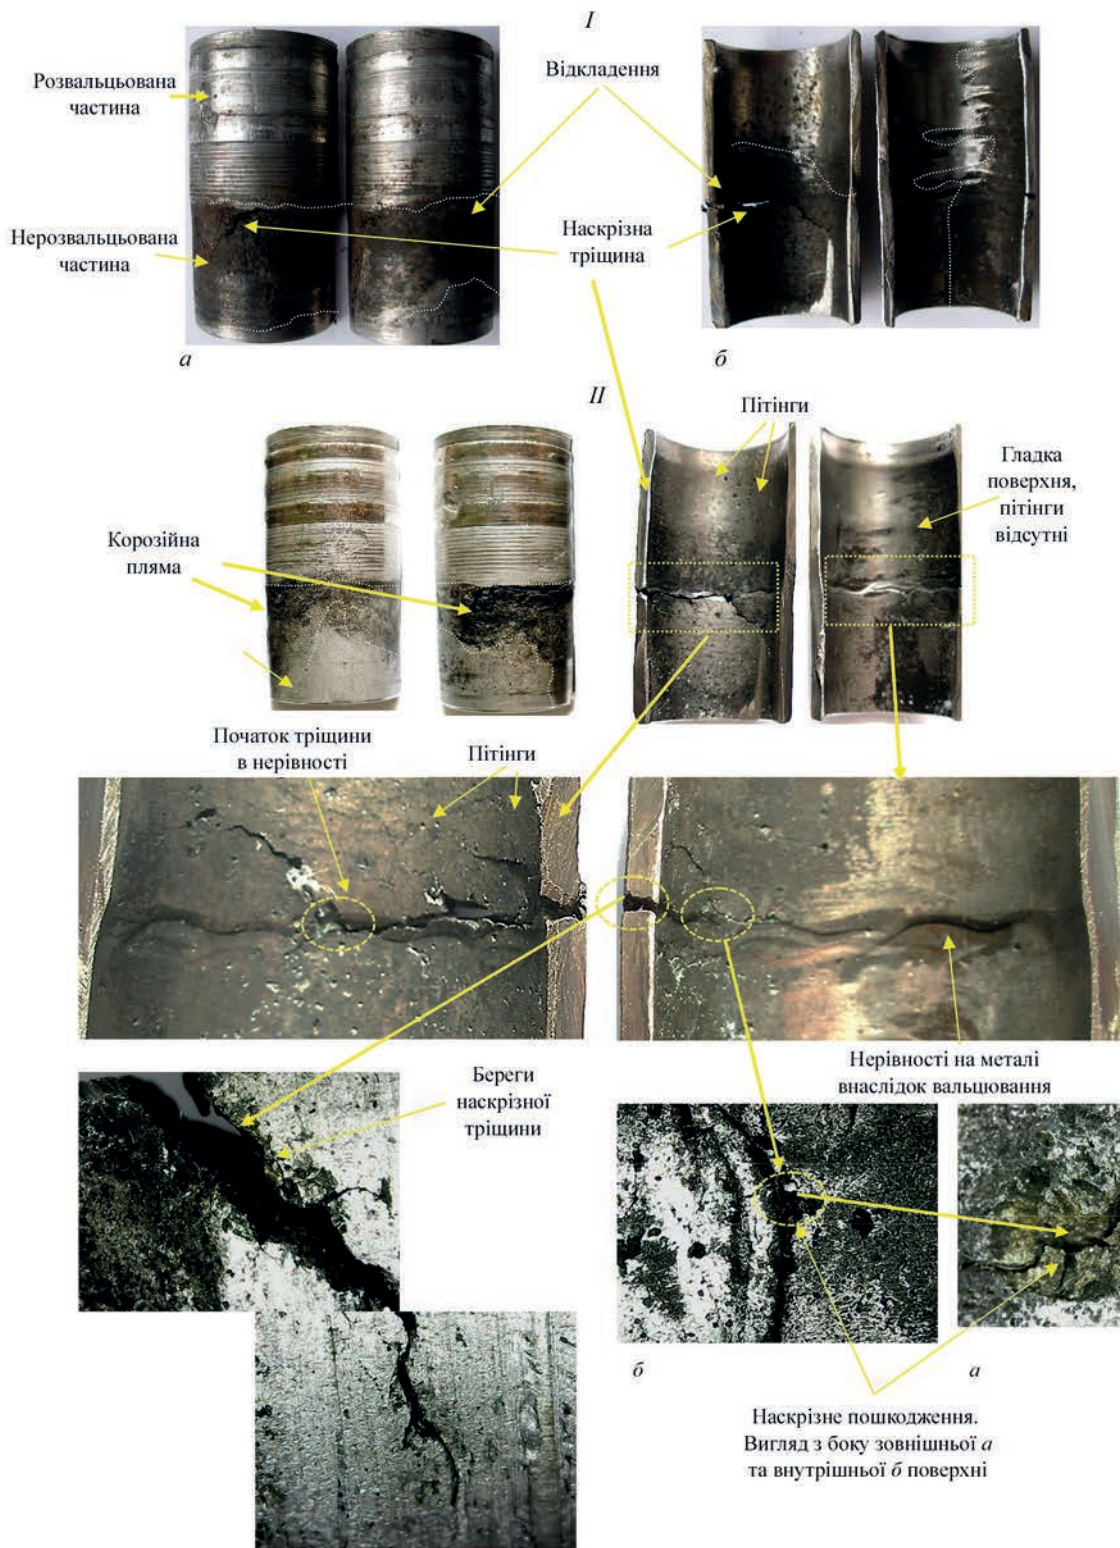 I
Розвальцьована
частина
Відкладення
Нерозвальцьована
частина
Наскрізна
тріщина
а
б
II
Пітінги
Гладка
поверхня,
пітінги
відсутні
Корозійна
пляма
Початок тріщини
в нерівності
Пітінги
Нерівності на металі
внаслідок вальцювання
Береги
наскрізної
тріщини
б
а
Наскрізне пошкодження.
Вигляд з боку зовнішньої а
та внутрішньої б поверхні